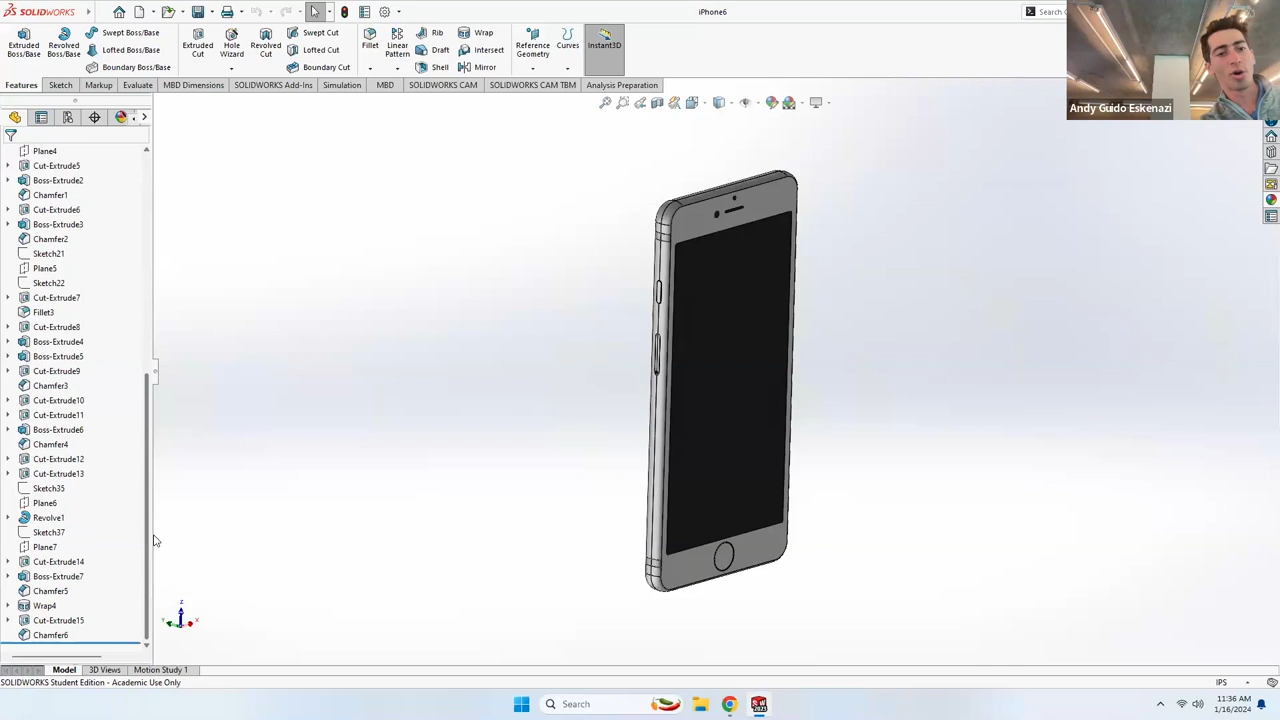 SOLIDWORKS
iPhone6
Search
Andy Guido Eskenazi
Extruded Boss/Base
Revolved Boss/Base
Swept Boss/Base
Lofted Boss/Base
Boundary Boss/Base
Extruded Cut
Hole Wizard
Revolved Cut
Swept Cut
Lofted Cut
Boundary Cut
Fillet
Linear Pattern
Rib
Draft
Shell
Wrap
Intersect
Mirror
Reference Geometry
Curves
Instant3D
Features Sketch Markup Evaluate MBD Dimensions SOLIDWORKS Add-Ins Simulation MBD SOLIDWORKS CAM SOLIDWORKS CAM TBM Analysis Preparation
Plane4
Cut-Extrude5
Boss-Extrude2
Chamfer1
Cut-Extrude6
Boss-Extrude3
Chamfer2
Sketch21
Plane5
Sketch22
Cut-Extrude7
Fillet3
Cut-Extrude8
Boss-Extrude4
Boss-Extrude5
Cut-Extrude9
Chamfer3
Cut-Extrude10
Cut-Extrude11
Boss-Extrude6
Chamfer4
Cut-Extrude12
Cut-Extrude13
Sketch35
Plane6
Revolve1
Sketch37
Plane7
Cut-Extrude14
Boss-Extrude7
Chamfer5
Wrap4
Cut-Extrude15
Chamfer6
Z
Y X
Model 3D Views Motion Study 1
SOLIDWORKS Student Edition - Academic Use Only
IPS
Search
11:36 AM
1/16/2024